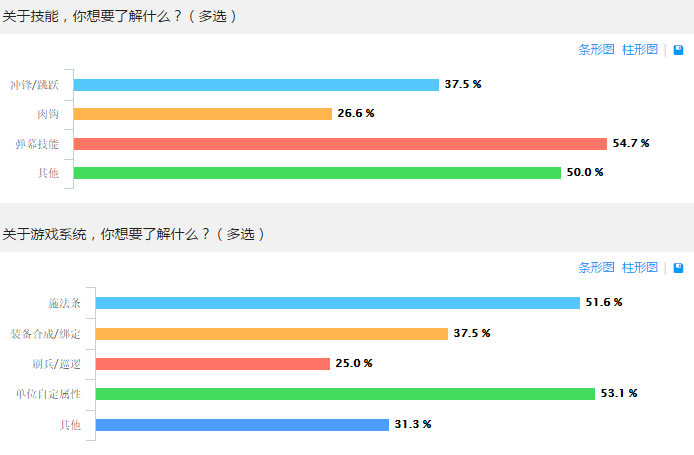 关于技能，你想要了解什么？（多选）
条形图 柱形图 |
冲锋/跳跃 37.5 %
肉钩 26.6 %
弹幕技能 54.7 %
其他 50.0 %
关于游戏系统，你想要了解什么？（多选）
条形图 柱形图 |
施法条 51.6 %
装备合成/绑定 37.5 %
刷兵/巡逻 25.0 %
单位自定属性 53.1 %
其他 31.3 %